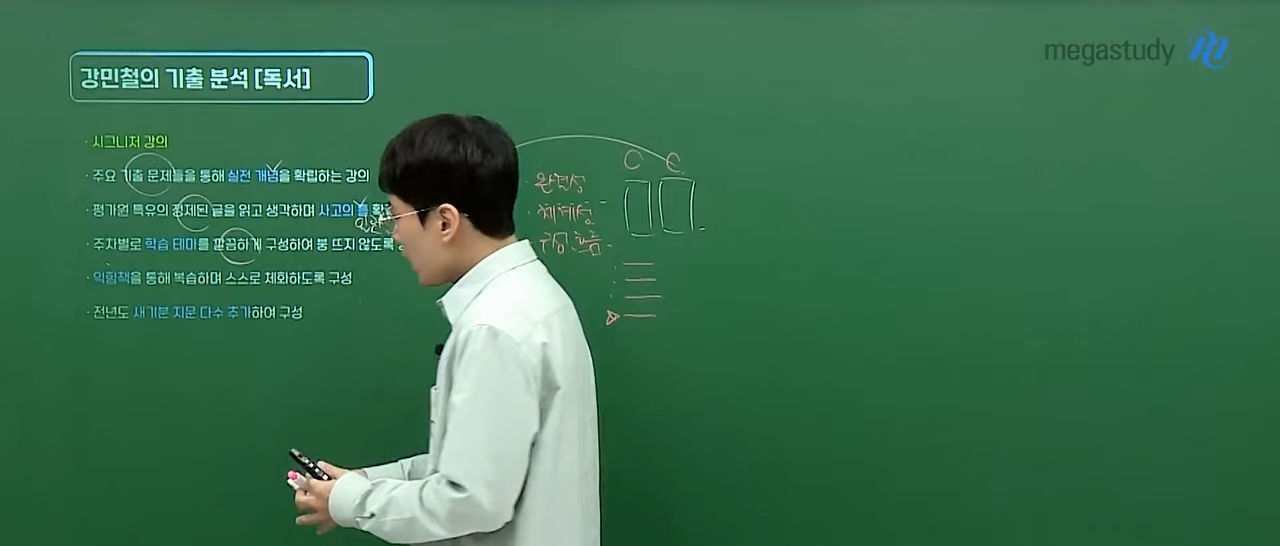 megastudy
강민철의 기출 분석 [독서]
· 시그니처 강의
· 주요 기출 문제들을 통해 실전 개념을 확립하는 강의
· 평가원 특유의 정제된 글을 읽고 생각하며 사고의 틀
· 주차별로 학습 테마를 깔끔하게 구성하여 붕 뜨지 않도록
· 익힘책을 통해 복습하며 스스로 체화하도록 구성
· 전년도 새기분 지문 다수 추가하여 구성
· 완결성
· 체계성